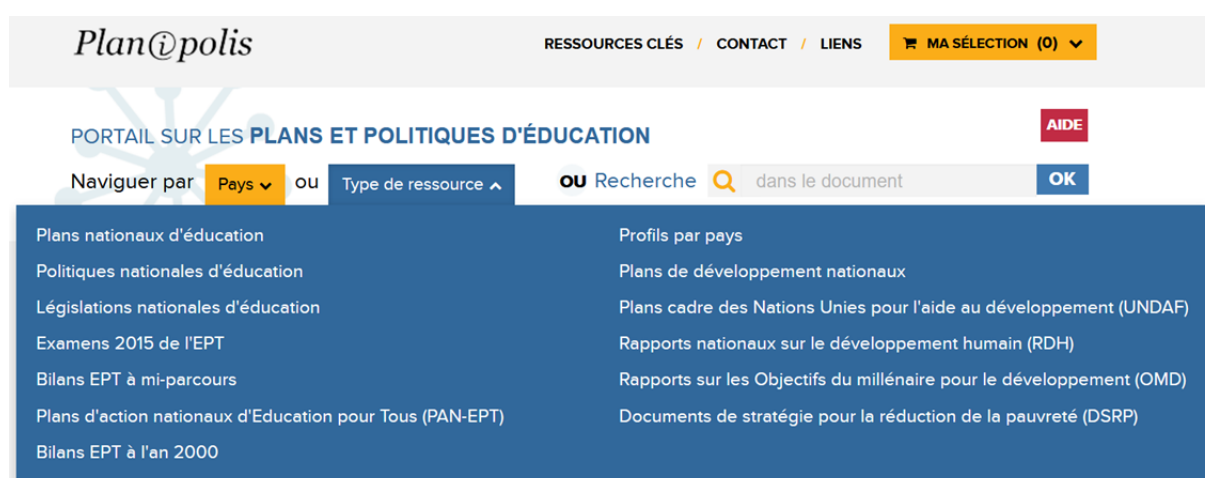 Planipolis
RESSOURCES CLÉS / CONTACT / LIENS
MA SÉLECTION (0)
PORTAIL SUR LES PLANS ET POLITIQUES D'ÉDUCATION
AIDE
Naviguer par Pays ou Type de ressource OU Recherche dans le document OK
Plans nationaux d'éducation
Politiques nationales d'éducation
Législations nationales d'éducation
Examens 2015 de l'EPT
Bilans EPT à mi-parcours
Plans d'action nationaux d'Education pour Tous (PAN-EPT)
Bilans EPT à l'an 2000
Profils par pays
Plans de développement nationaux
Plans cadre des Nations Unies pour l'aide au développement (UNDAF)
Rapports nationaux sur le développement humain (RDH)
Rapports sur les Objectifs du millénaire pour le développement (OMD)
Documents de stratégie pour la réduction de la pauvreté (DSRP)